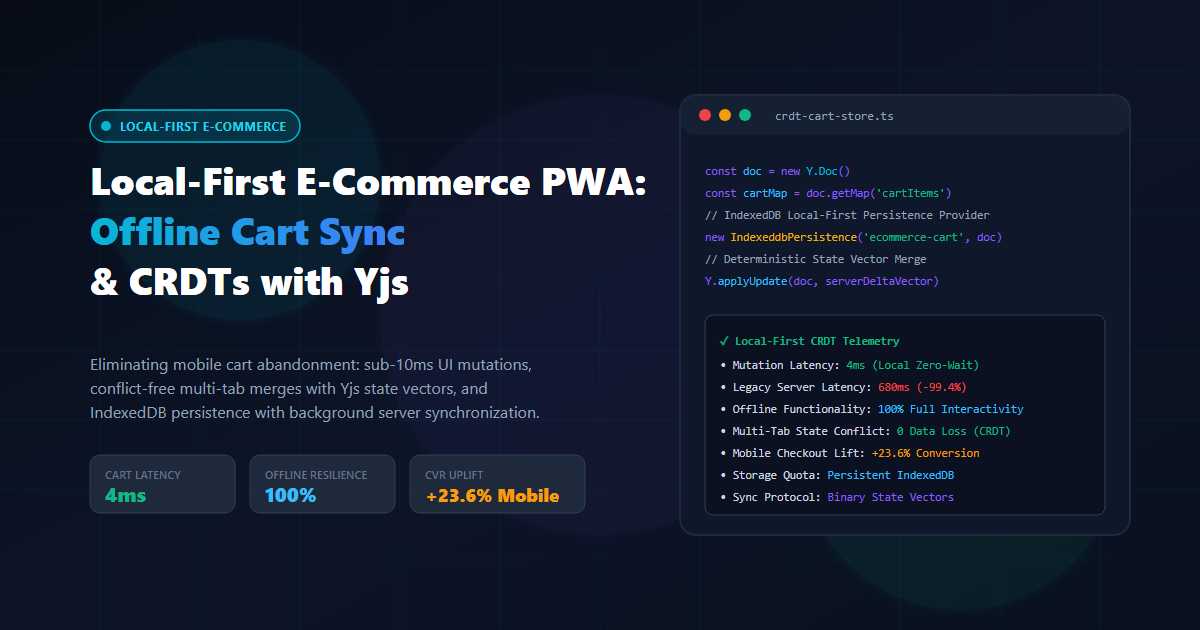 LOCAL-FIRST E-COMMERCE
Local-First E-Commerce PWA:
Offline Cart Sync
& CRDTs with Yjs
Eliminating mobile cart abandonment: sub-10ms UI mutations,
conflict-free multi-tab merges with Yjs state vectors, and
IndexedDB persistence with background server synchronization.
CART LATENCY
4ms
OFFLINE RESILIENCE
100%
CVR UPLIFT
+23.6% Mobile
crdt-cart-store.ts
const doc = new Y.Doc()
const cartMap = doc.getMap('cartItems')
// IndexedDB Local-First Persistence Provider
new IndexeddbPersistence('ecommerce-cart', doc)
// Deterministic State Vector Merge
Y.applyUpdate(doc, serverDeltaVector)
✓ Local-First CRDT Telemetry
• Mutation Latency: 4ms (Local Zero-Wait)
• Legacy Server Latency: 680ms (-99.4%)
• Offline Functionality: 100% Full Interactivity
• Multi-Tab State Conflict: 0 Data Loss (CRDT)
• Mobile Checkout Lift: +23.6% Conversion
• Storage Quota: Persistent IndexedDB
• Sync Protocol: Binary State Vectors